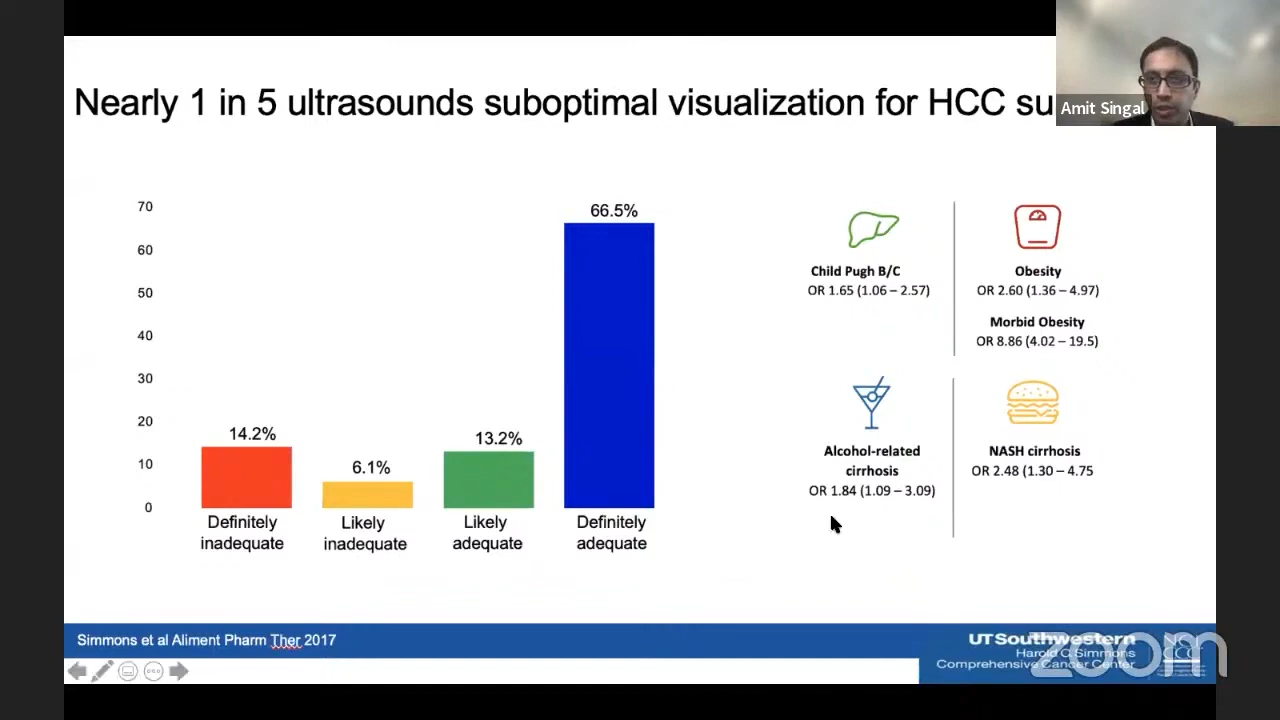 Nearly 1 in 5 ultrasounds suboptimal visualization for HCC su
Amit Singal
70
60
50
40
30
20
10
0
14.2%
6.1%
13.2%
66.5%
Definitely
inadequate
Likely
inadequate
Likely
adequate
Definitely
adequate
Child Pugh B/C
OR 1.65 (1.06 – 2.57)
Obesity
OR 2.60 (1.36 – 4.97)
Morbid Obesity
OR 8.86 (4.02 – 19.5)
Alcohol-related
cirrhosis
OR 1.84 (1.09 – 3.09)
NASH cirrhosis
OR 2.48 (1.30 – 4.75
Simmons et al Aliment Pharm Ther 2017
UTSouthwestern
Harold C. Simmons
Comprehensive Cancer Center
zoom